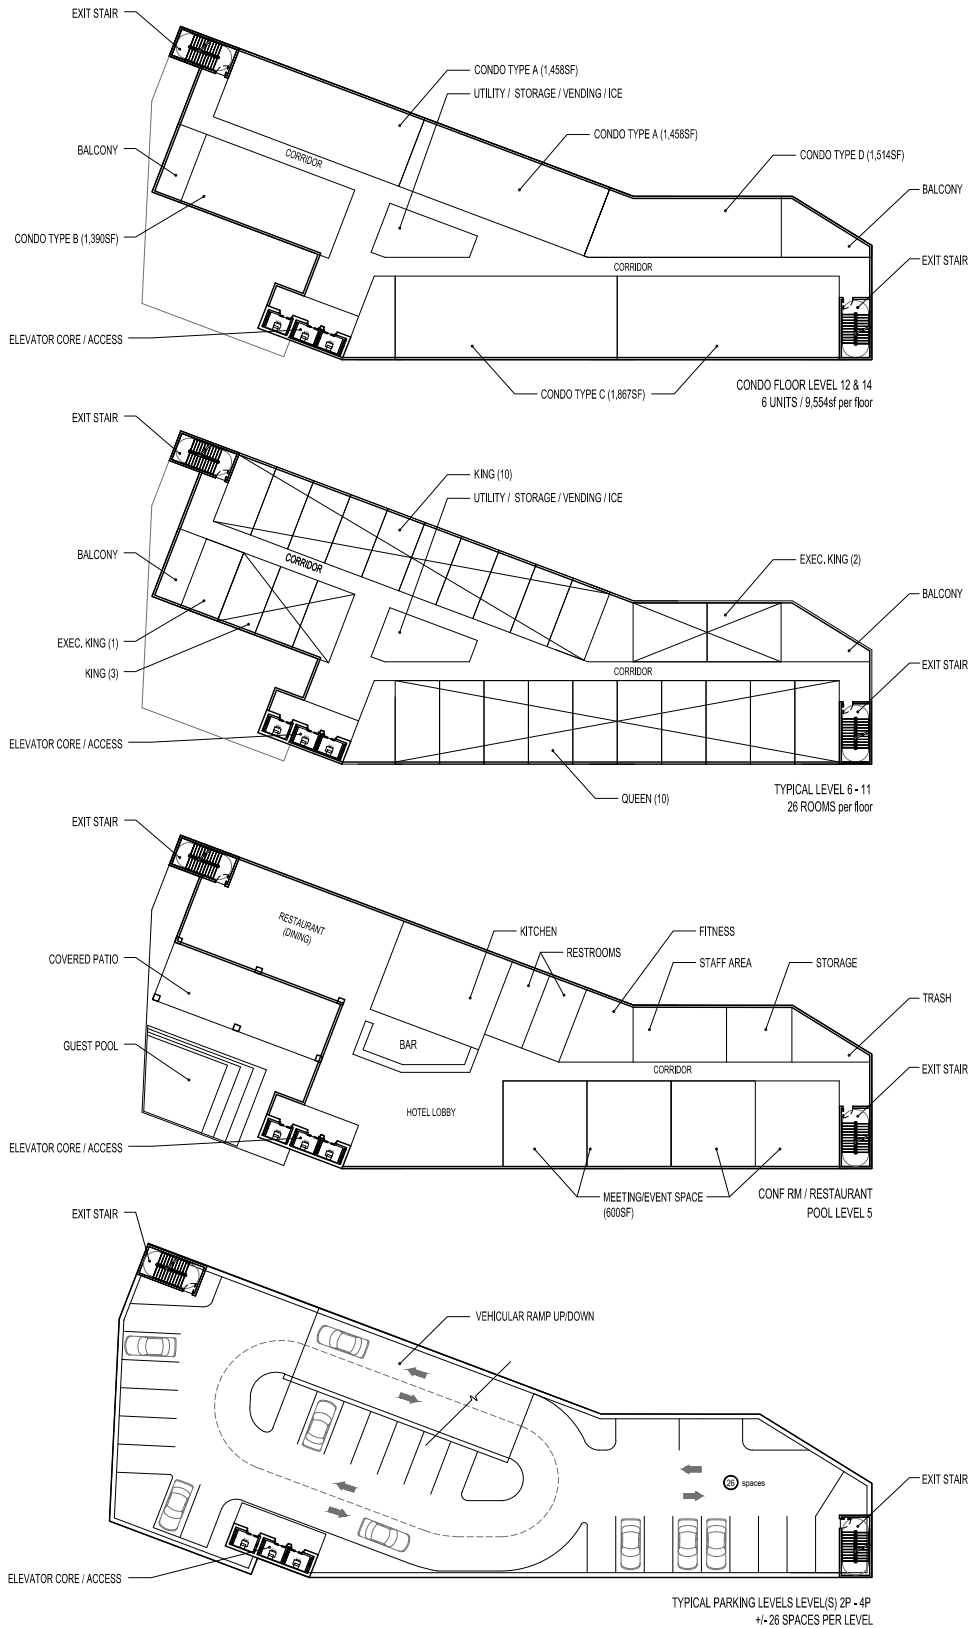 EXIT STAIR
CONDO TYPE A (1,458SF)
UTILITY / STORAGE / VENDING / ICE
CONDO TYPE A (1,458SF)
CONDO TYPE D (1,514SF)
BALCONY
CORRIDOR
BALCONY
CONDO TYPE B (1,390SF)
EXIT STAIR
CORRIDOR
ELEVATOR CORE / ACCESS
CONDO TYPE C (1,867SF)
CONDO FLOOR LEVEL 12 & 14
6 UNITS / 9,554sf per floor
EXIT STAIR
KING (10)
UTILITY / STORAGE / VENDING / ICE
BALCONY
CORRIDOR
EXEC. KING (2)
BALCONY
EXEC. KING (1)
KING (3)
CORRIDOR
EXIT STAIR
ELEVATOR CORE / ACCESS
QUEEN (10)
TYPICAL LEVEL 6 - 11
26 ROOMS per floor
EXIT STAIR
RESTAURANT
(DINING)
KITCHEN
RESTROOMS
FITNESS
STAFF AREA
STORAGE
COVERED PATIO
TRASH
GUEST POOL
BAR
CORRIDOR
EXIT STAIR
HOTEL LOBBY
ELEVATOR CORE / ACCESS
MEETING/EVENT SPACE
(600SF)
CONF RM / RESTAURANT
POOL LEVEL 5
EXIT STAIR
VEHICULAR RAMP UP/DOWN
26 spaces
EXIT STAIR
ELEVATOR CORE / ACCESS
TYPICAL PARKING LEVELS LEVEL(S) 2P - 4P
+/- 26 SPACES PER LEVEL